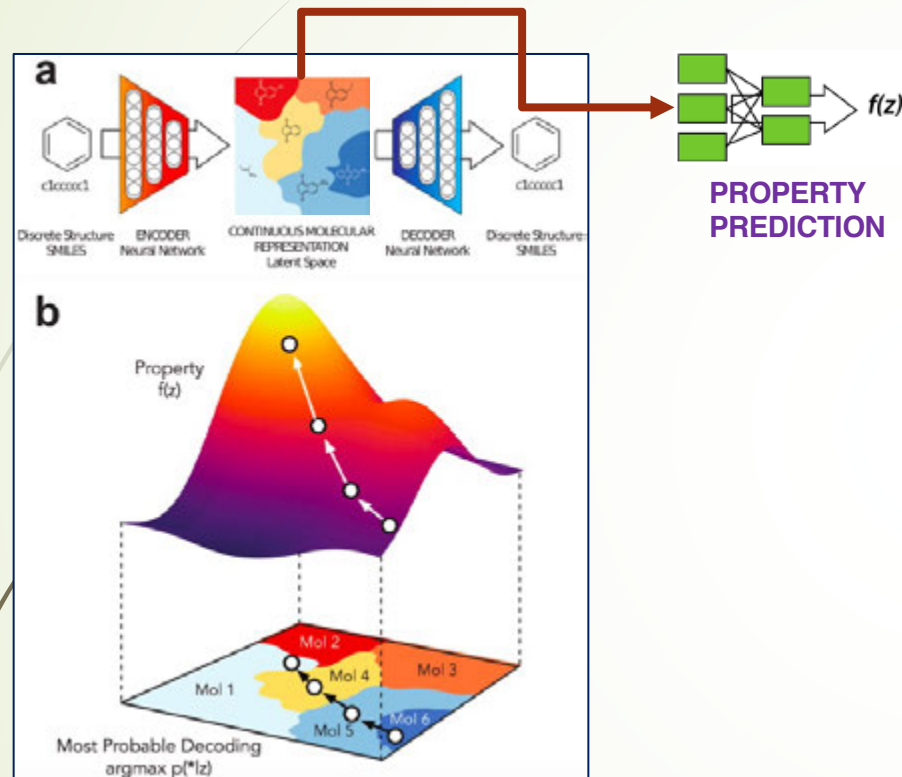 a
c1ccccc1
c1ccccc1
Discrete Structure
SMILES
ENCODER
Neural Network
CONTINUOUS MOLECULAR
REPRESENTATION
Latent Space
DECODER
Neural Network
Discrete Structure
SMILES
f(z)
PROPERTY
PREDICTION
b
Property
f(z)
Mol 2
Mol 3
Mol 4
Mol 1
Mol 6
Mol 5
Most Probable Decoding
argmax p(*|z)